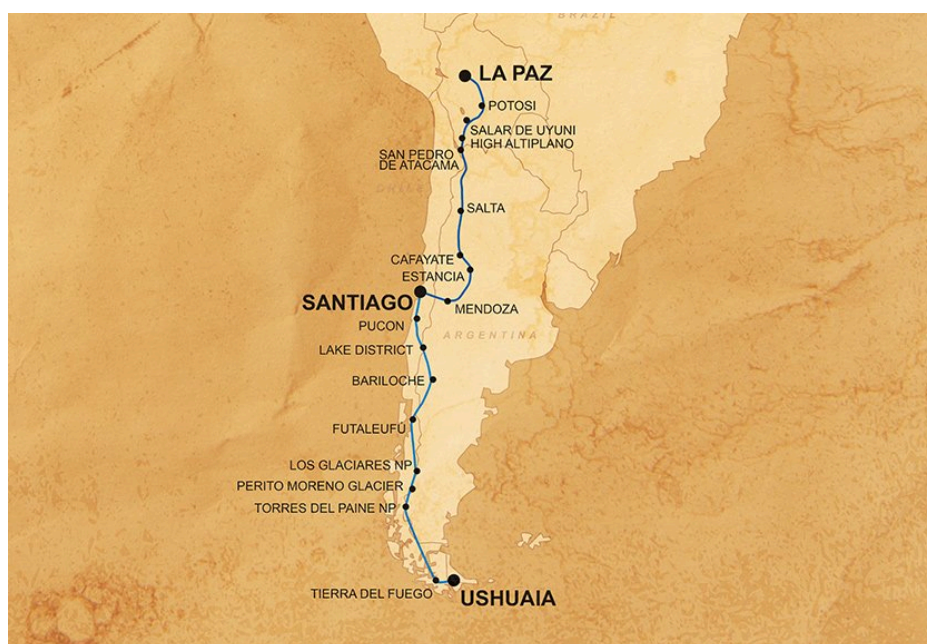 BRAZIL
LA PAZ
POTOSI
SALAR DE UYUNI
HIGH ALTIPLANO
SAN PEDRO
DE ATACAMA
CHILE
SALTA
CAFAYATE
ESTANCIA
SANTIAGO
MENDOZA
PUCON
ARGENTINA
LAKE DISTRICT
BARILOCHE
FUTALEUFÚ
LOS GLACIARES NP
PERITO MORENO GLACIER
TORRES DEL PAINE NP
TIERRA DEL FUEGO
USHUAIA